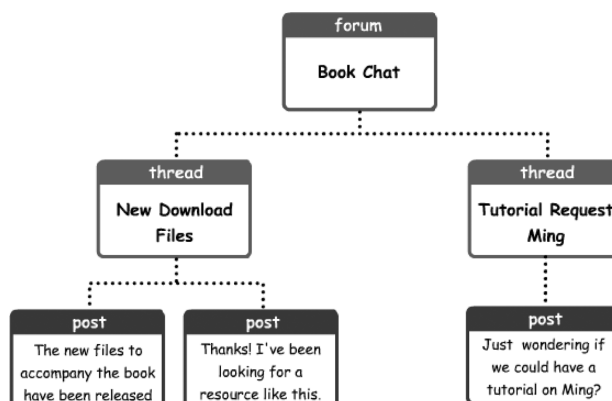 forum
Book Chat
thread
New Download
Files
thread
Tutorial Request
Ming
post
The new files to
accompany the book
have been released
post
Thanks! I've been
looking for a
resource like this.
post
Just wondering if
we could have a
tutorial on Ming?